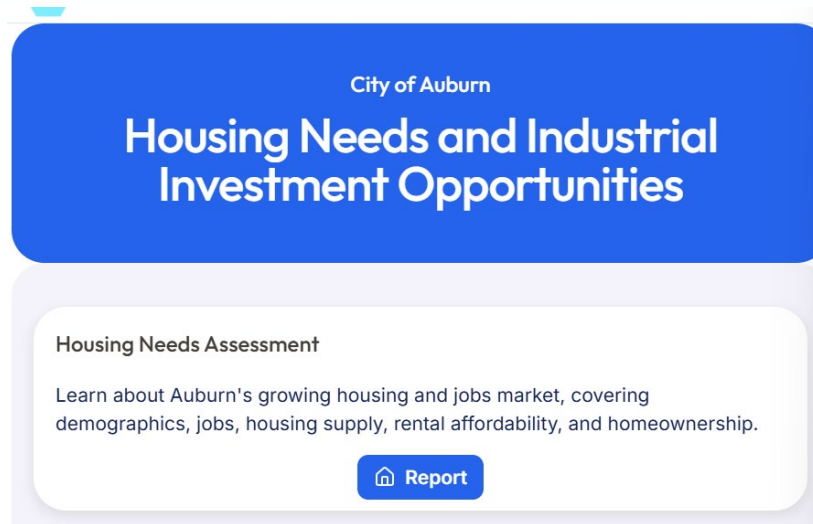 City of Auburn
Housing Needs and Industrial
Investment Opportunities
Housing Needs Assessment
Learn about Auburn's growing housing and jobs market, covering
demographics, jobs, housing supply, rental affordability, and homeownership.
Report